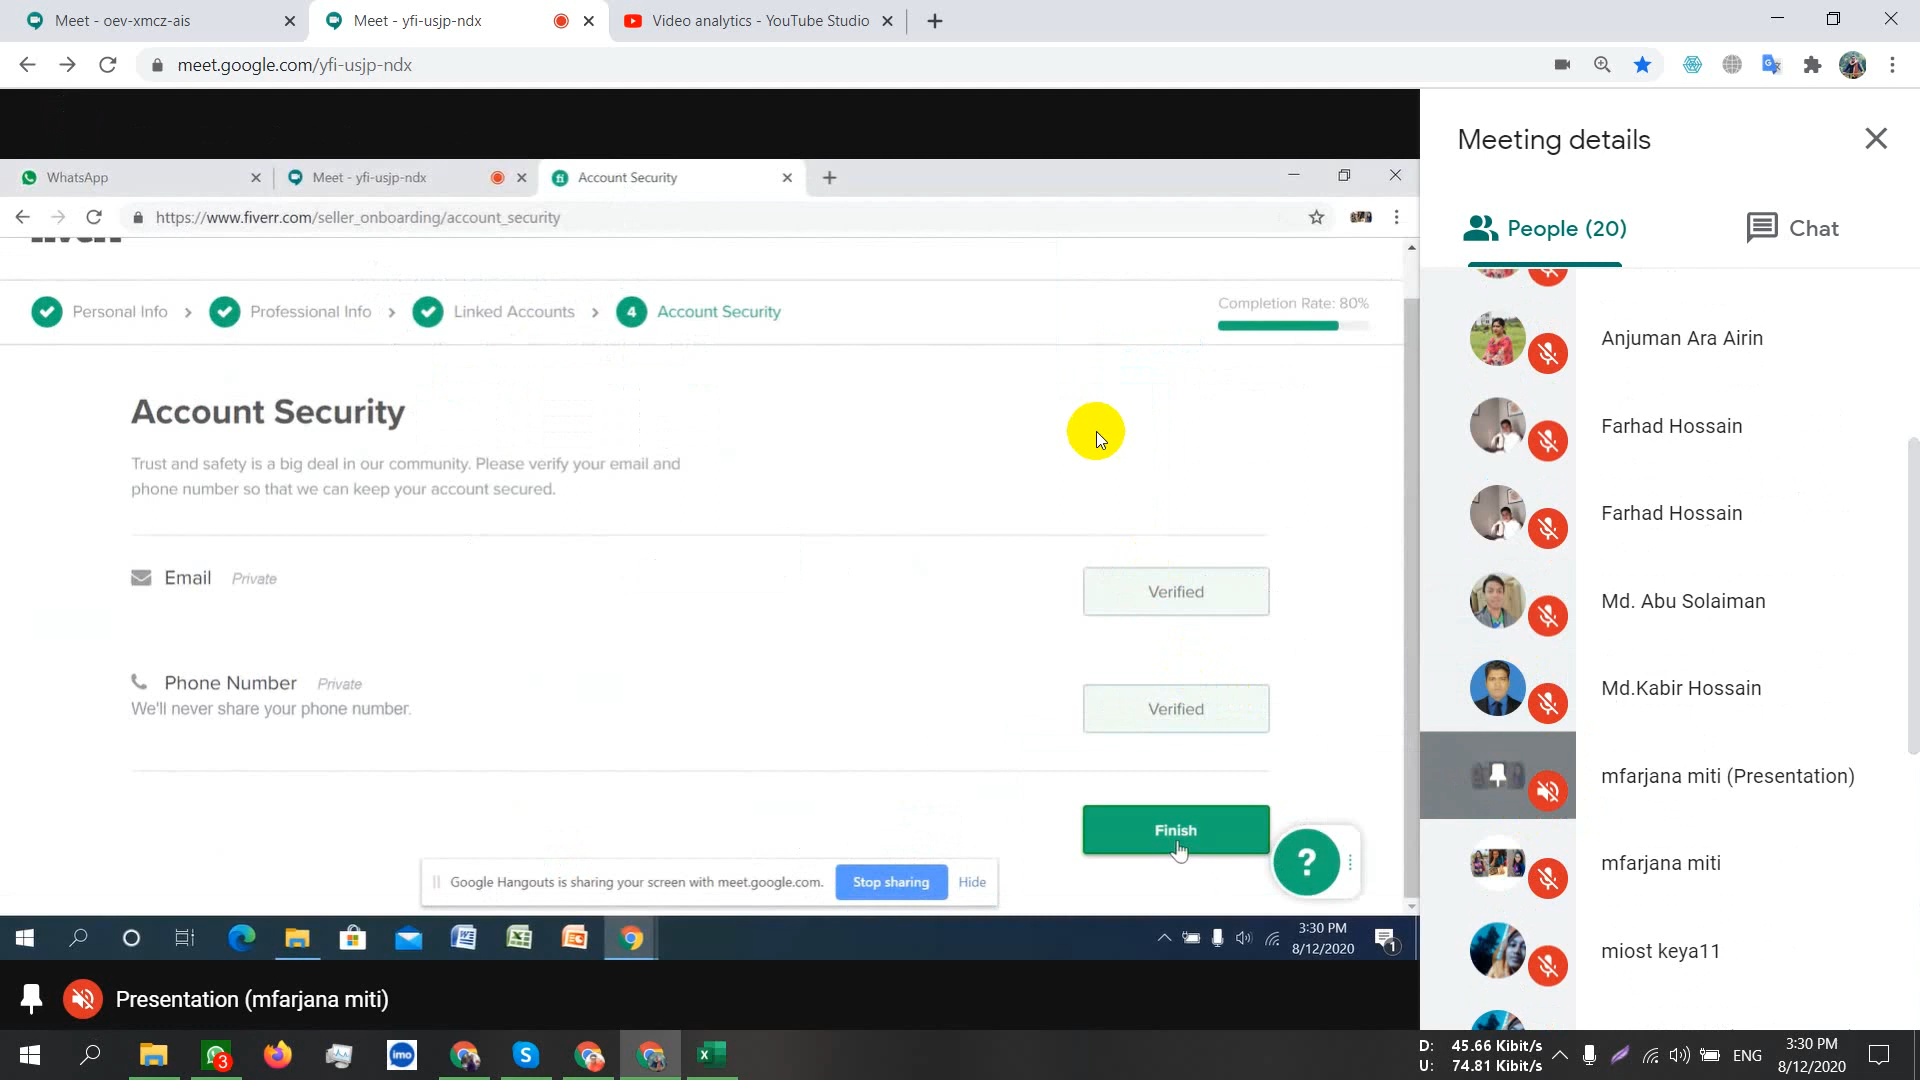 Meet - oev-xmcz-ais
Meet - yfi-usjp-ndx
Video analytics - YouTube Studio
meet.google.com/yfi-usjp-ndx
WhatsApp
Meet - yfi-usjp-ndx
Account Security
https://www.fiverr.com/seller_onboarding/account_security
Personal Info
Professional Info
Linked Accounts
4
Account Security
Completion Rate: 80%
Account Security
Trust and safety is a big deal in our community. Please verify your email and
phone number so that we can keep your account secured.
Email Private
Verified
Phone Number Private
We'll never share your phone number.
Verified
Finish
?
Google Hangouts is sharing your screen with meet.google.com.
Stop sharing
Hide
3:30 PM
8/12/2020
1
Presentation (mfarjana miti)
Meeting details
People (20)
Chat
Anjuman Ara Airin
Farhad Hossain
Farhad Hossain
Md. Abu Solaiman
Md.Kabir Hossain
mfarjana miti (Presentation)
mfarjana miti
miost keya11
3
imo
D: 45.66 Kibit/s
U: 74.81 Kibit/s
ENG
3:30 PM
8/12/2020